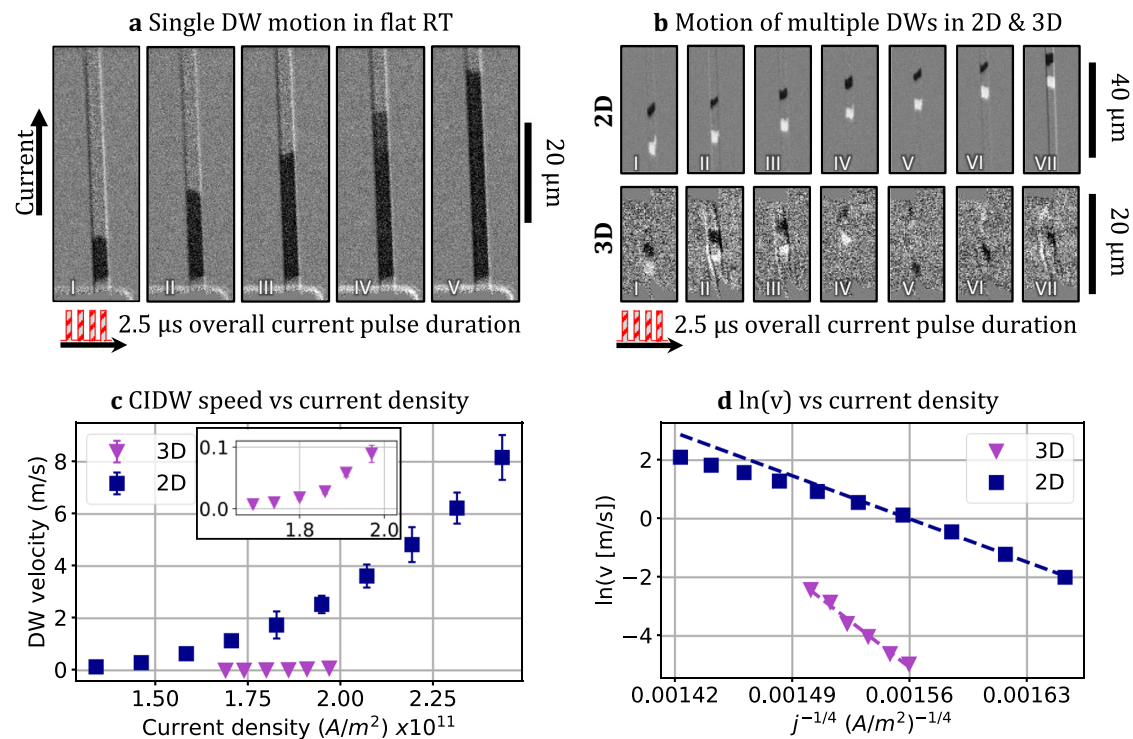 a Single DW motion in flat RT
b Motion of multiple DWs in 2D & 3D
Current
I
II
III
IV
V
20 μm
2D
I
II
III
IV
V
VI
VII
40 μm
3D
I
II
III
IV
V
VI
VII
20 μm
2.5 μs overall current pulse duration
2.5 μs overall current pulse duration
c CIDW speed vs current density
3D
2D
0.1
0.0
1.8
2.0
8
6
4
2
0
DW velocity (m/s)
1.50
1.75
2.00
2.25
Current density (A/m²) x10¹¹
d ln(v) vs current density
3D
2D
2
0
−2
−4
ln(v [m/s])
0.00142
0.00149
0.00156
0.00163
j⁻¹/⁴ (A/m²)⁻¹/⁴